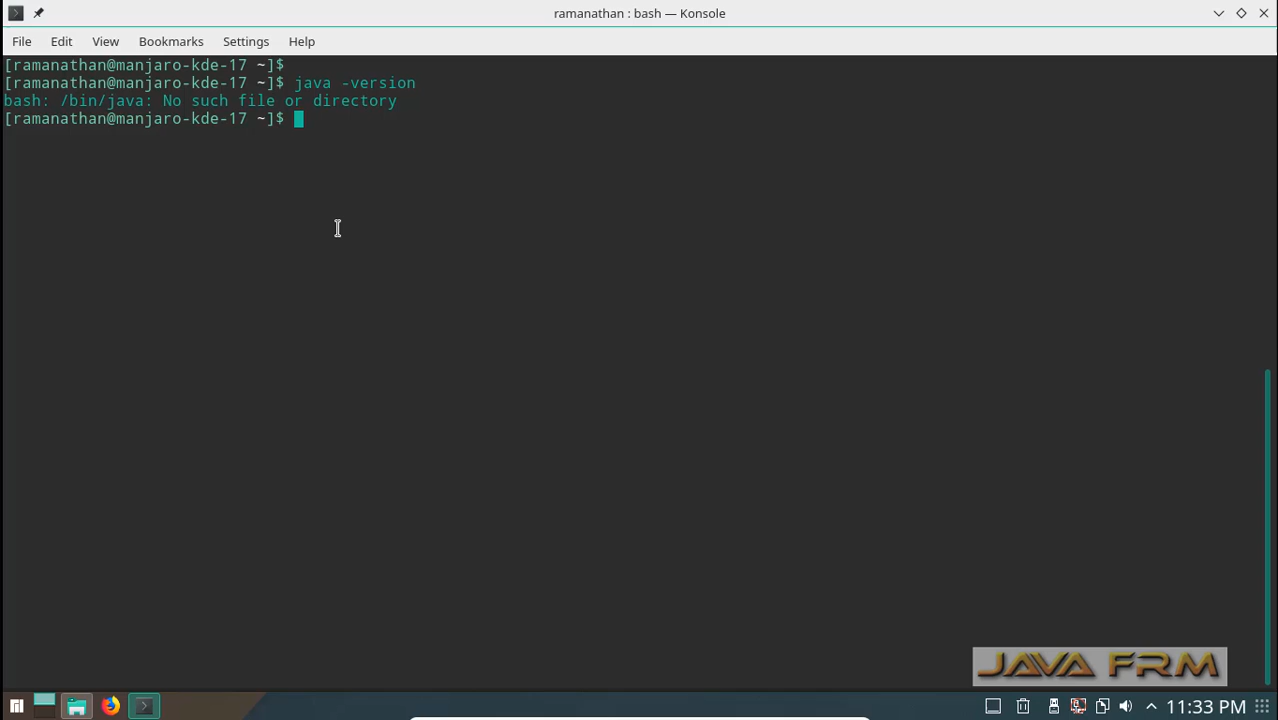 ramanathan : bash — Konsole
File Edit View Bookmarks Settings Help
[ramanathan@manjaro-kde-17 ~]$
[ramanathan@manjaro-kde-17 ~]$ java -version
bash: /bin/java: No such file or directory
[ramanathan@manjaro-kde-17 ~]$
JAVA FRM
11:33 PM